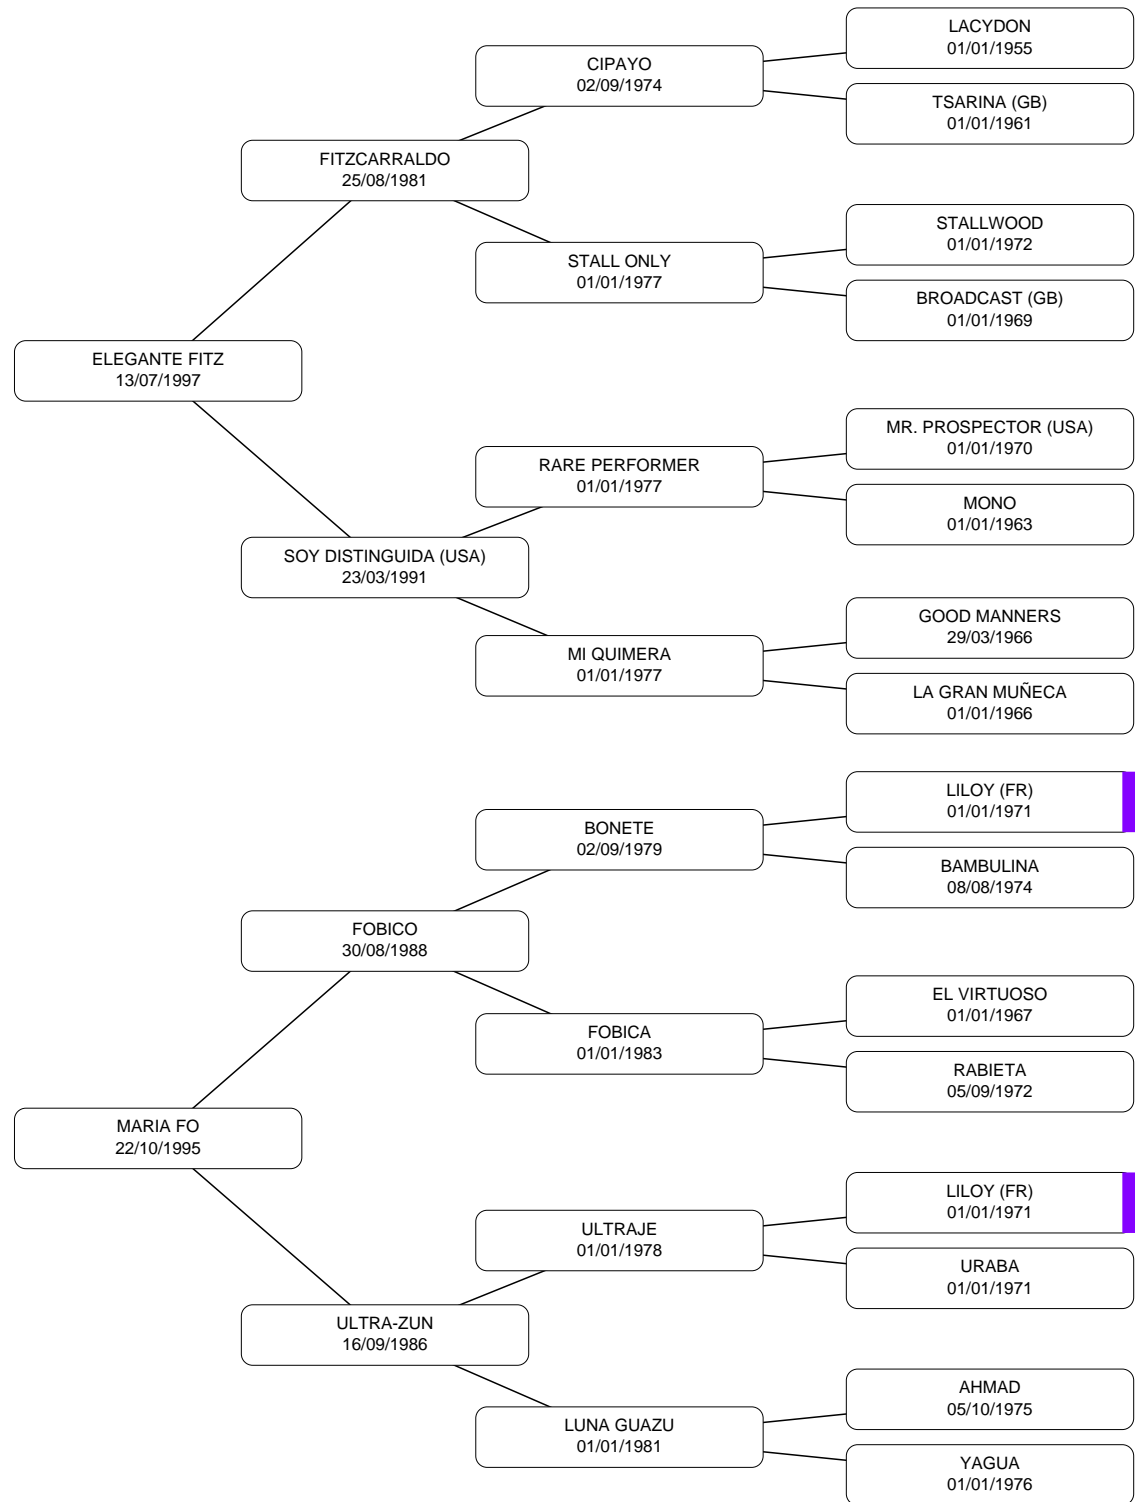 LACYDON
01/01/1955
CIPAYO
02/09/1974
TSARINA (GB)
01/01/1961
FITZCARRALDO
25/08/1981
STALLWOOD
01/01/1972
STALL ONLY
01/01/1977
BROADCAST (GB)
01/01/1969
ELEGANTE FITZ
13/07/1997
MR. PROSPECTOR (USA)
01/01/1970
RARE PERFORMER
01/01/1977
MONO
01/01/1963
SOY DISTINGUIDA (USA)
23/03/1991
GOOD MANNERS
29/03/1966
MI QUIMERA
01/01/1977
LA GRAN MUÑECA
01/01/1966
LILOY (FR)
01/01/1971
BONETE
02/09/1979
BAMBULINA
08/08/1974
FOBICO
30/08/1988
EL VIRTUOSO
01/01/1967
FOBICA
01/01/1983
RABIETA
05/09/1972
MARIA FO
22/10/1995
LILOY (FR)
01/01/1971
ULTRAJE
01/01/1978
URABA
01/01/1971
ULTRA-ZUN
16/09/1986
AHMAD
05/10/1975
LUNA GUAZU
01/01/1981
YAGUA
01/01/1976